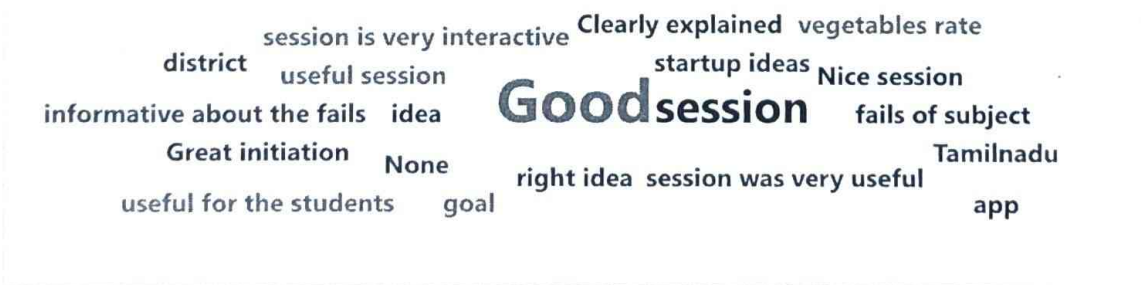 session is very interactive Clearly explained vegetables rate
district useful session startup ideas Nice session
informative about the fails idea Good session fails of subject
Great initiation None Tamilnadu
right idea session was very useful
useful for the students goal app